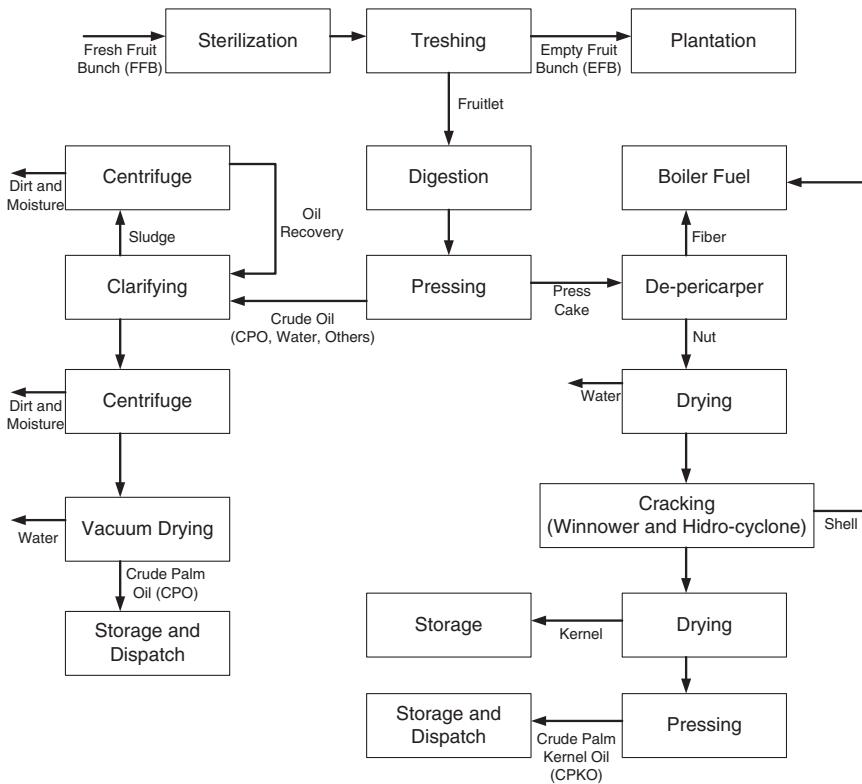 Fresh Fruit
Bunch (FFB)
Sterilization
Treshing
Empty Fruit
Bunch (EFB)
Plantation
Fruitlet
Dirt and
Moisture
Centrifuge
Oil
Recovery
Digestion
Boiler Fuel
Sludge
Fiber
Clarifying
Pressing
Press
Cake
De-pericarper
Crude Oil
(CPO, Water, Others)
Nut
Dirt and
Moisture
Centrifuge
Water
Drying
Water
Vacuum Drying
Cracking
(Winnower and Hidro-cyclone)
Shell
Crude Palm
Oil (CPO)
Storage and
Dispatch
Storage
Kernel
Drying
Storage and
Dispatch
Crude Palm
Kernel Oil
(CPKO)
Pressing